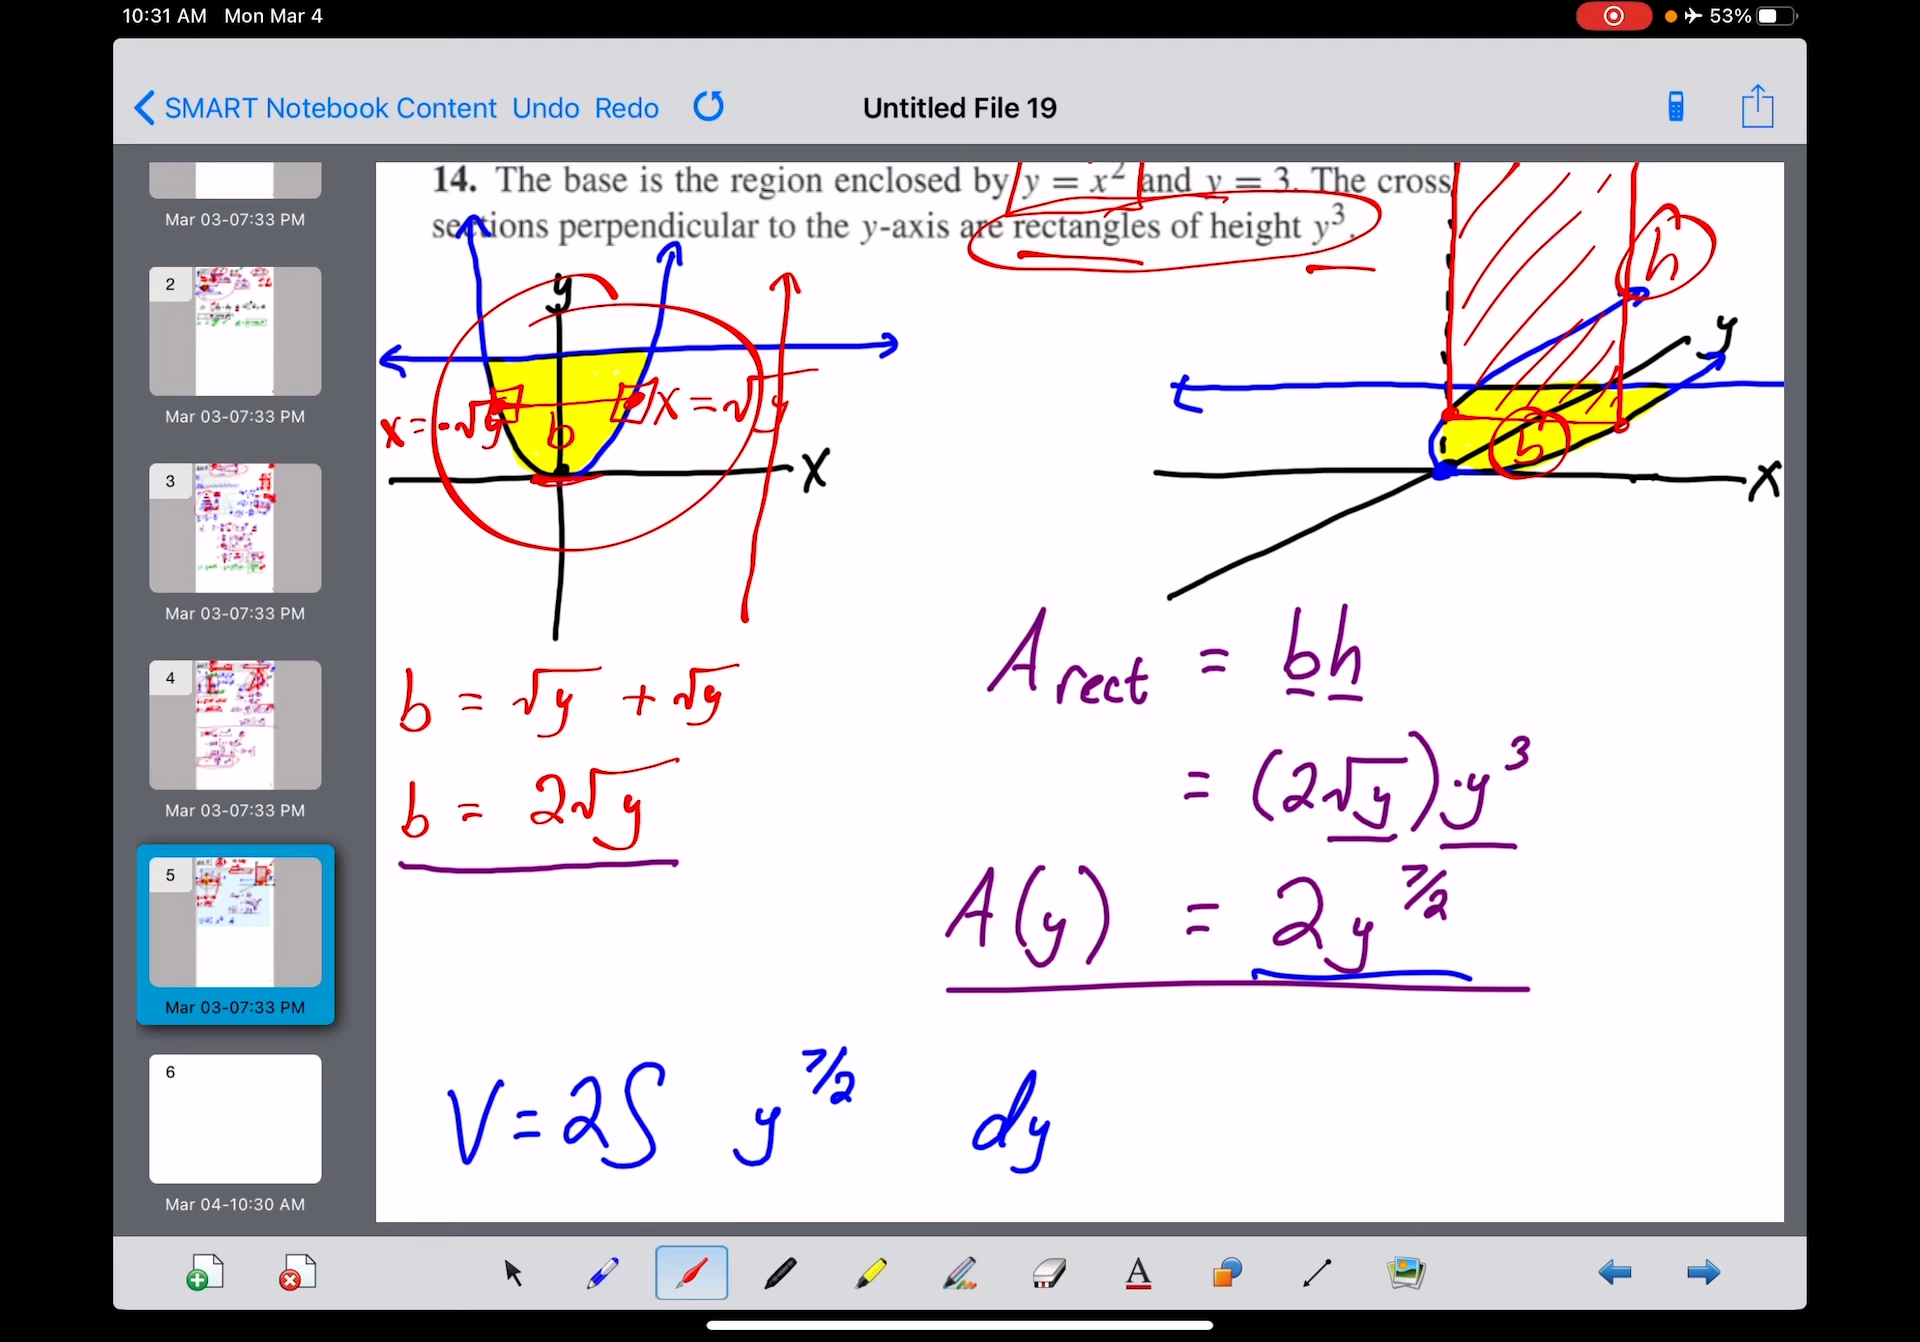 10:31 AM Mon Mar 4
53%
SMART Notebook Content Undo Redo
Untitled File 19
Mar 03-07:33 PM
2
Mar 03-07:33 PM
3
Mar 03-07:33 PM
4
Mar 03-07:33 PM
5
Mar 03-07:33 PM
6
Mar 04-10:30 AM
14. The base is the region enclosed by y = x² and y = 3. The cross
sections perpendicular to the y-axis are rectangles of height y³.
y
x = -√y
b
x = √y
x
h
y
b
x
b = √y + √y
b = 2√y
A rect = bh
= (2√y)·y³
A(y) = 2y^7/2
V = 2∫ y^7/2 dy
A